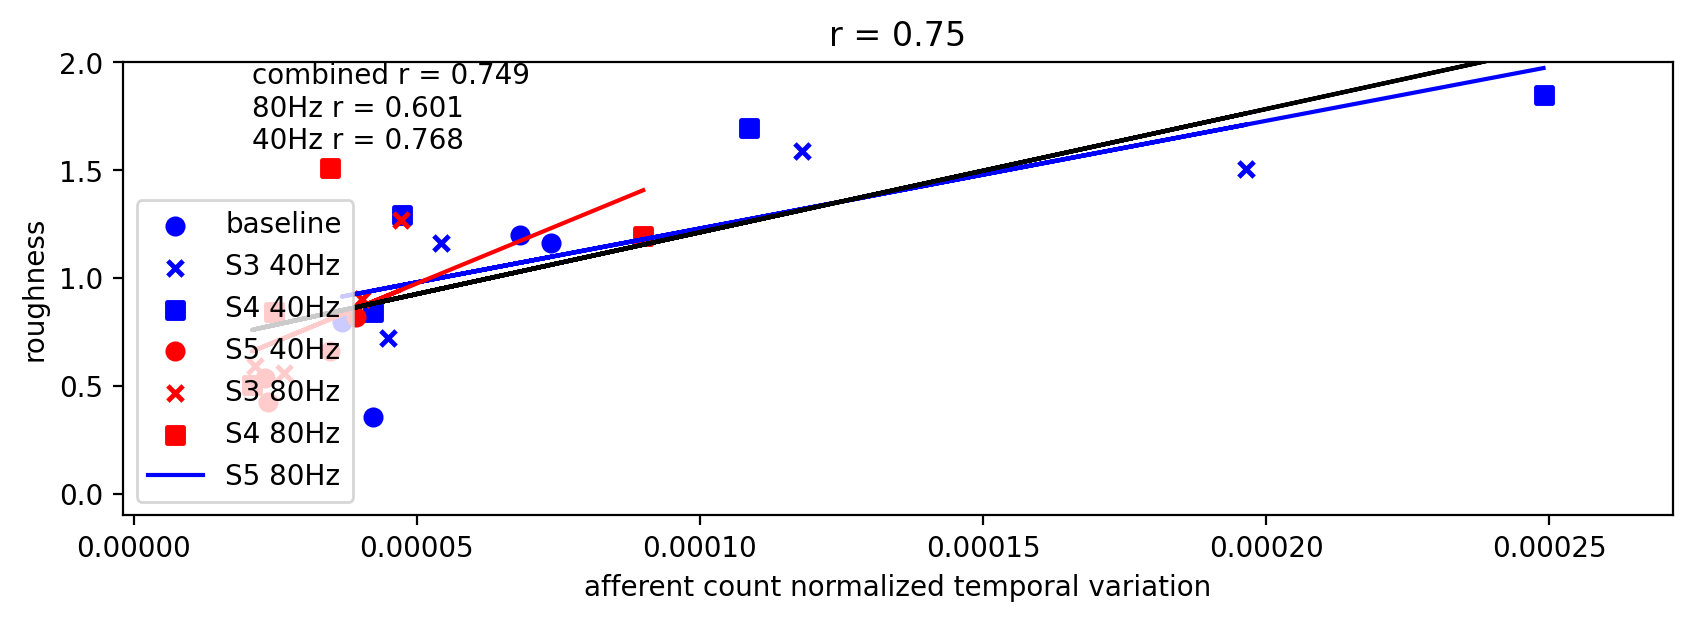 r = 0.75
combined r = 0.749
80Hz r = 0.601
40Hz r = 0.768
2.0
1.5
1.0
0.5
0.0
roughness
baseline
S3 40Hz
S4 40Hz
S5 40Hz
S3 80Hz
S4 80Hz
S5 80Hz
0.00000 0.00005 0.00010 0.00015 0.00020 0.00025
afferent count normalized temporal variation